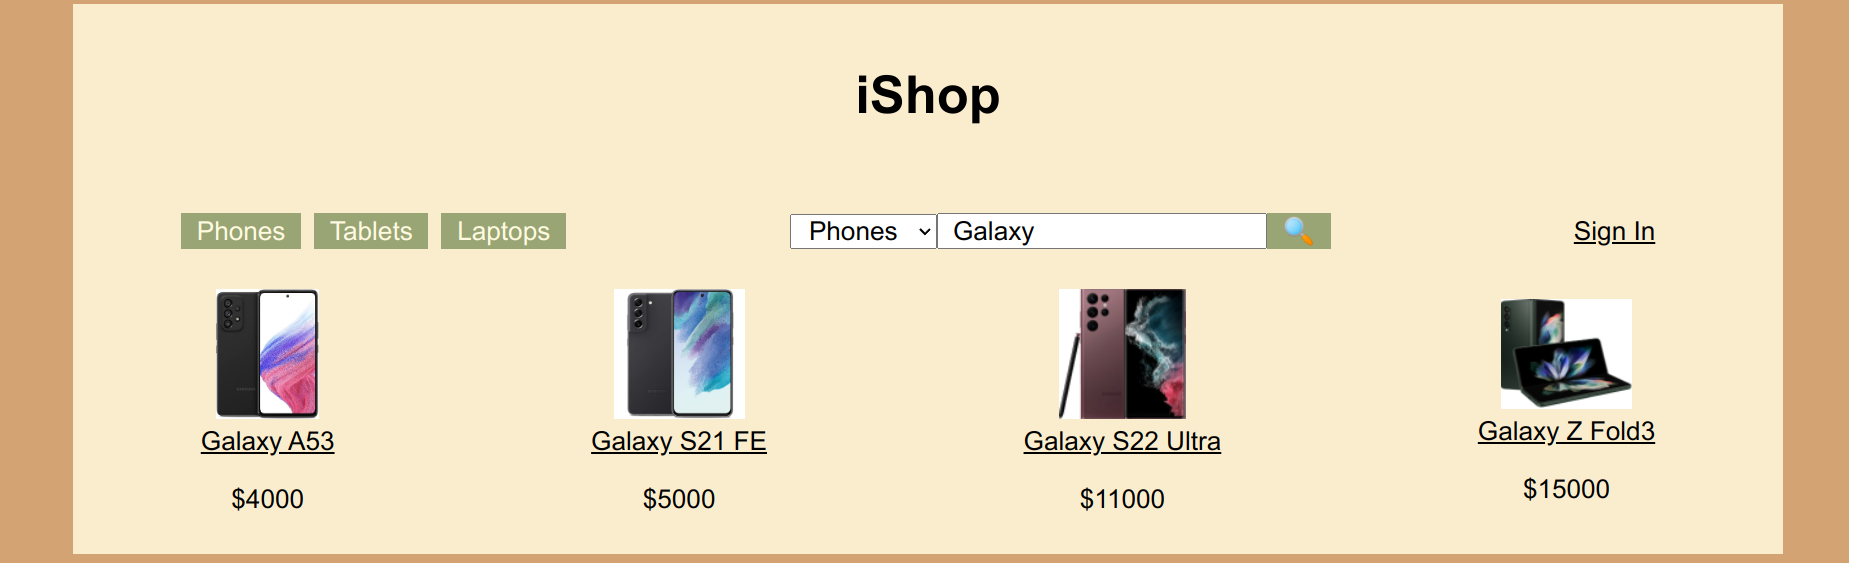 iShop
Phones Tablets Laptops Phones Galaxy Sign In
Galaxy A53 Galaxy S21 FE Galaxy S22 Ultra Galaxy Z Fold3
$4000 $5000 $11000 $15000